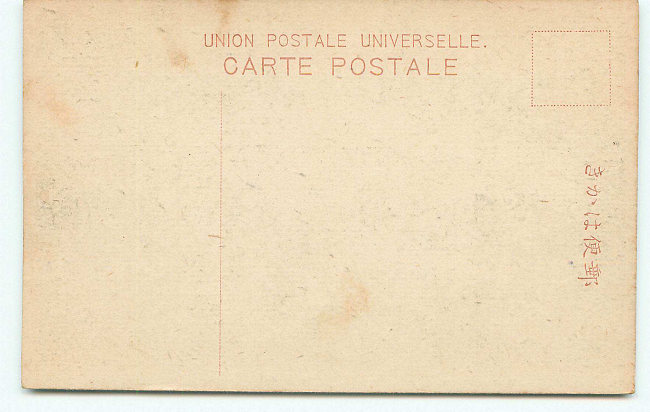 UNION POSTALE UNIVERSELLE.
CARTE POSTALE
郵便はかき